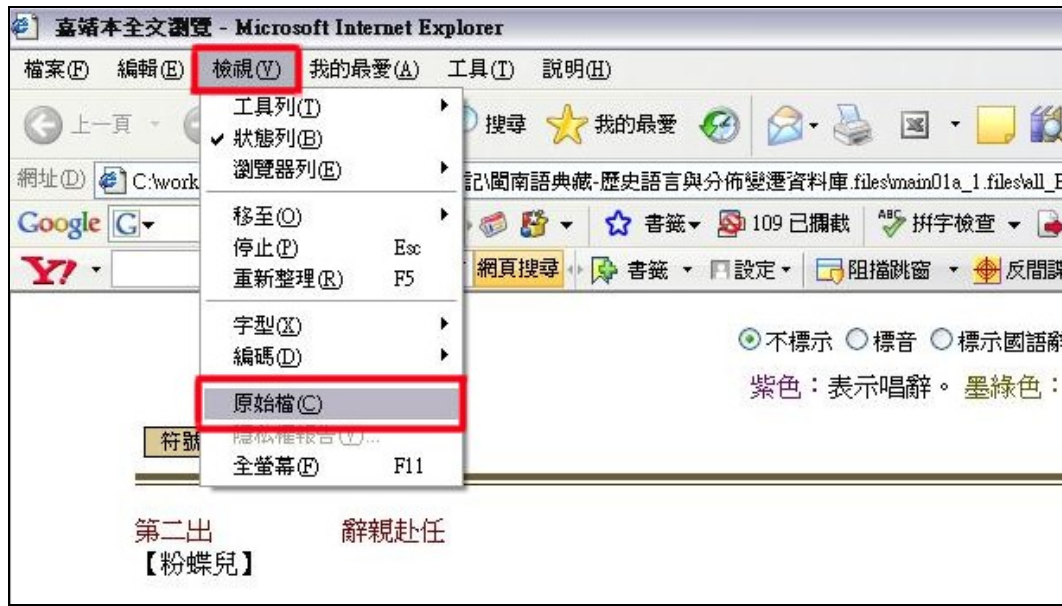 嘉靖本全文瀏覽 - Microsoft Internet Explorer
檔案(F) 編輯(E) 檢視(V) 我的最愛(A) 工具(T) 說明(H)
上一頁 搜尋 我的最愛
網址(D) C:\work 記\閩南語典藏-歷史語言與分佈變遷資料庫.files\main01a_1.files\all_F
Google G 書籤 109 已攔截 ABC 拼字檢查
Y! 網頁搜尋 書籤 設定 阻擋跳窗 反間諜
工具列(T)
狀態列(B)
瀏覽器列(E)
移至(O)
停止(P) Esc
重新整理(R) F5
字型(X)
編碼(D)
原始檔(C)
隱私權報告(V)...
全螢幕(F) F11
不標示 標音 標示國語辭
紫色：表示唱辭。 墨綠色：
符號
第二出 辭親赴任
【粉蝶兒】